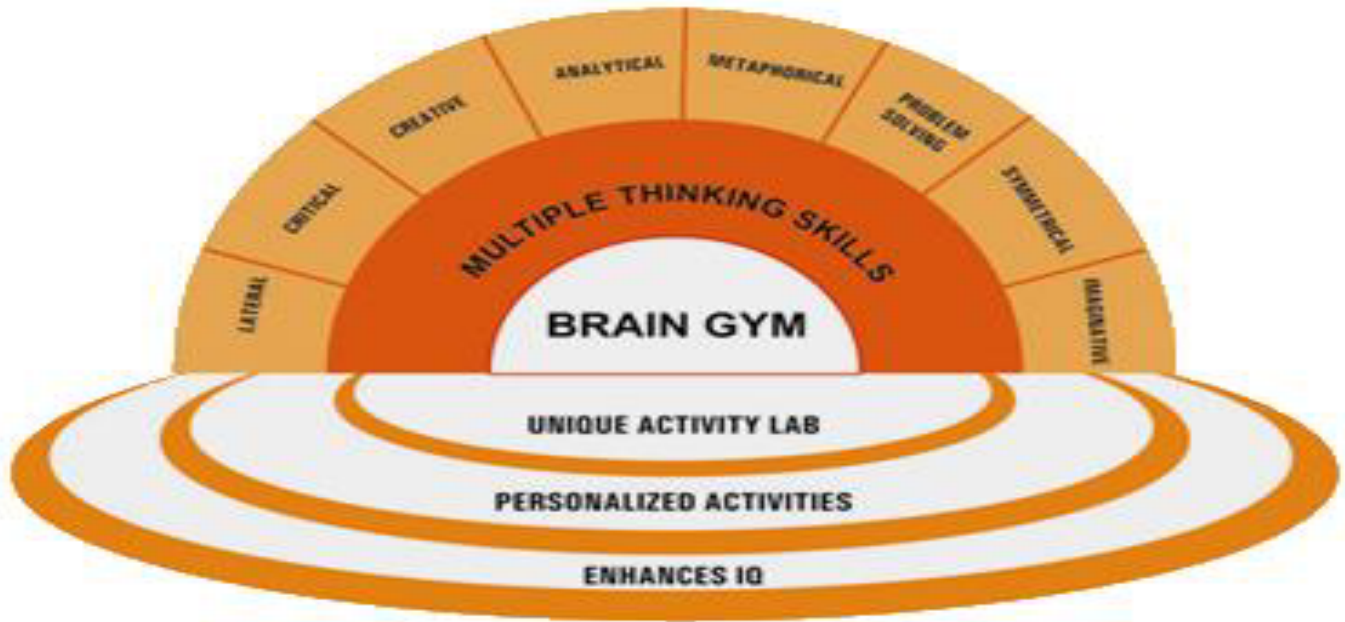 LATERAL
CRITICAL
CREATIVE
ANALYTICAL
METAPHORICAL
PROBLEM
SOLVING
SYMMETRICAL
IMAGINATIVE
MULTIPLE THINKING SKILLS
BRAIN GYM
UNIQUE ACTIVITY LAB
PERSONALIZED ACTIVITIES
ENHANCES IQ